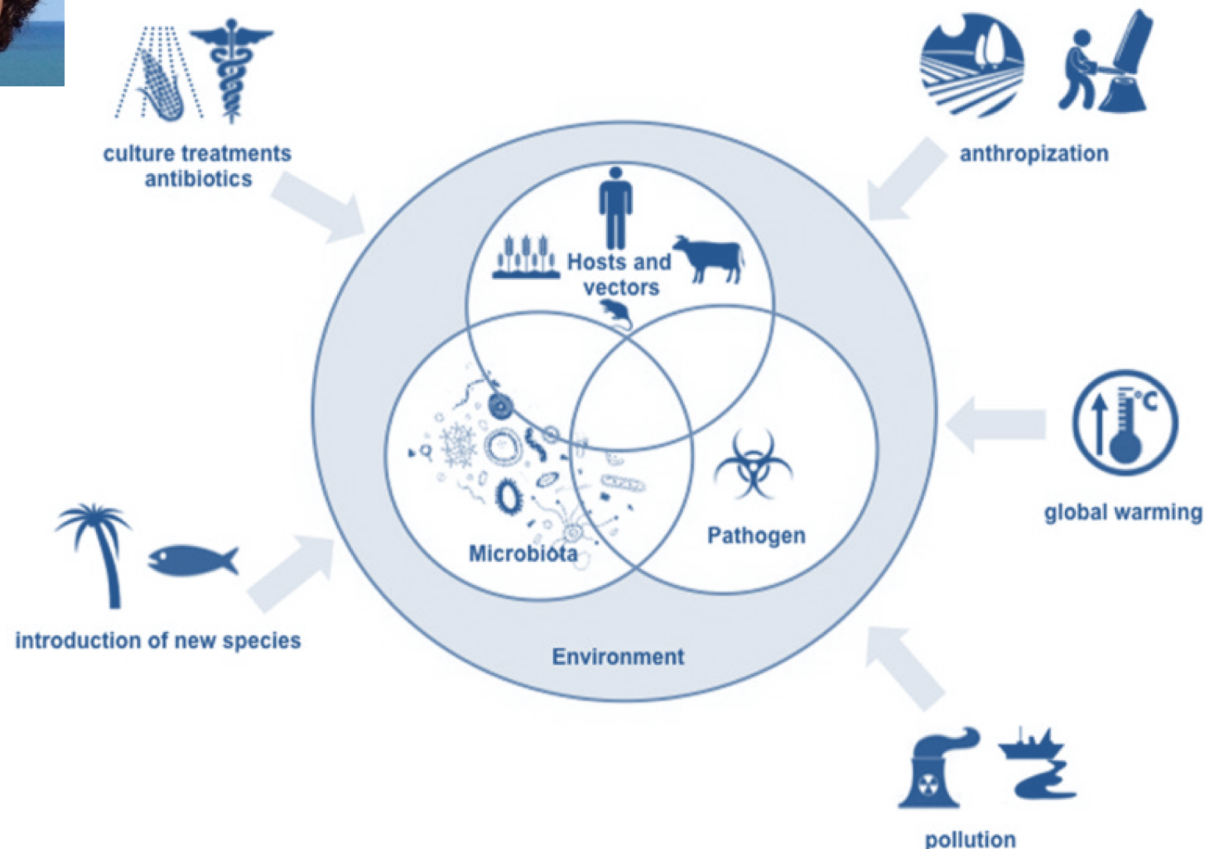 culture treatments
antibiotics
anthropization
Hosts and
vectors
°C
global warming
Microbiota
Pathogen
introduction of new species
Environment
pollution